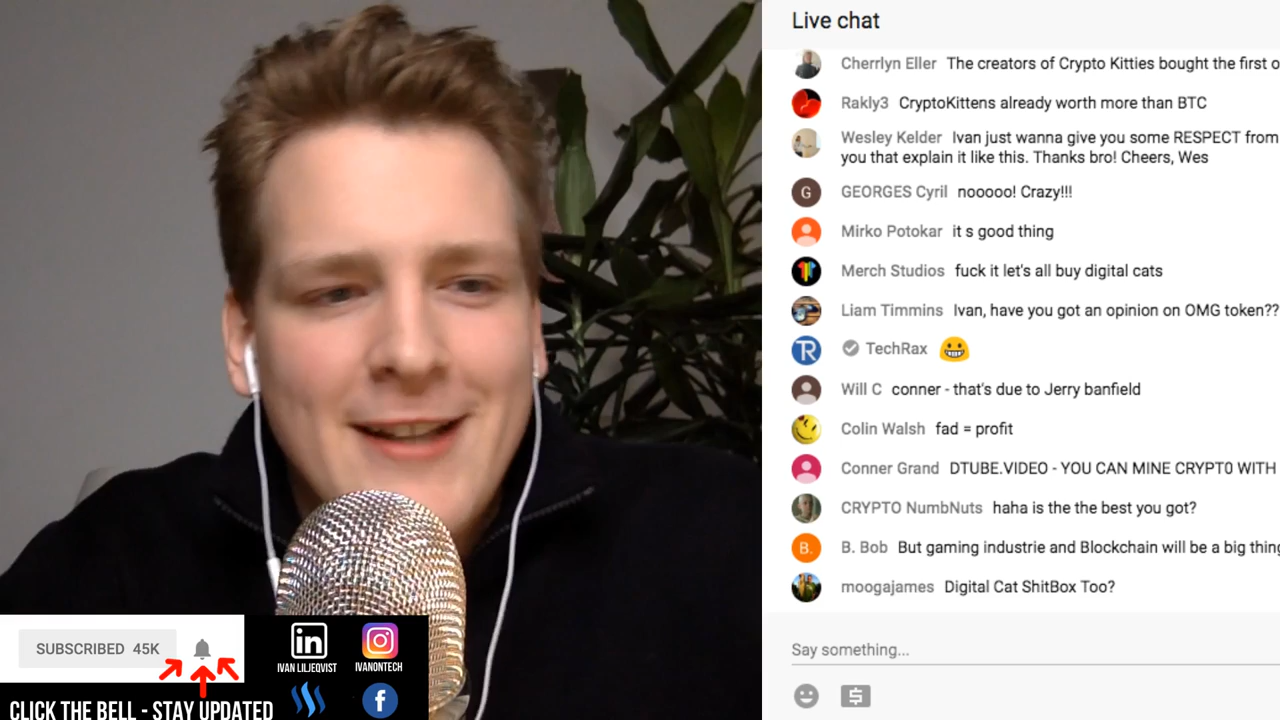 Live chat
Cherrlyn Eller The creators of Crypto Kitties bought the first o
Rakly3 CryptoKittens already worth more than BTC
Wesley Kelder Ivan just wanna give you some RESPECT from
you that explain it like this. Thanks bro! Cheers, Wes
G GEORGES Cyril nooooo! Crazy!!!
Mirko Potokar it s good thing
Merch Studios fuck it let's all buy digital cats
Liam Timmins Ivan, have you got an opinion on OMG token??
TR TechRax
Will C conner - that's due to Jerry banfield
Colin Walsh fad = profit
Conner Grand DTUBE.VIDEO - YOU CAN MINE CRYPT0 WITH
CRYPTO NumbNuts haha is the the best you got?
B. B. Bob But gaming industrie and Blockchain will be a big thing
moogajames Digital Cat ShitBox Too?
Say something...
$
SUBSCRIBED 45K
CLICK THE BELL - STAY UPDATED
in
IVAN LILJEQVIST
IVANONTECH
f